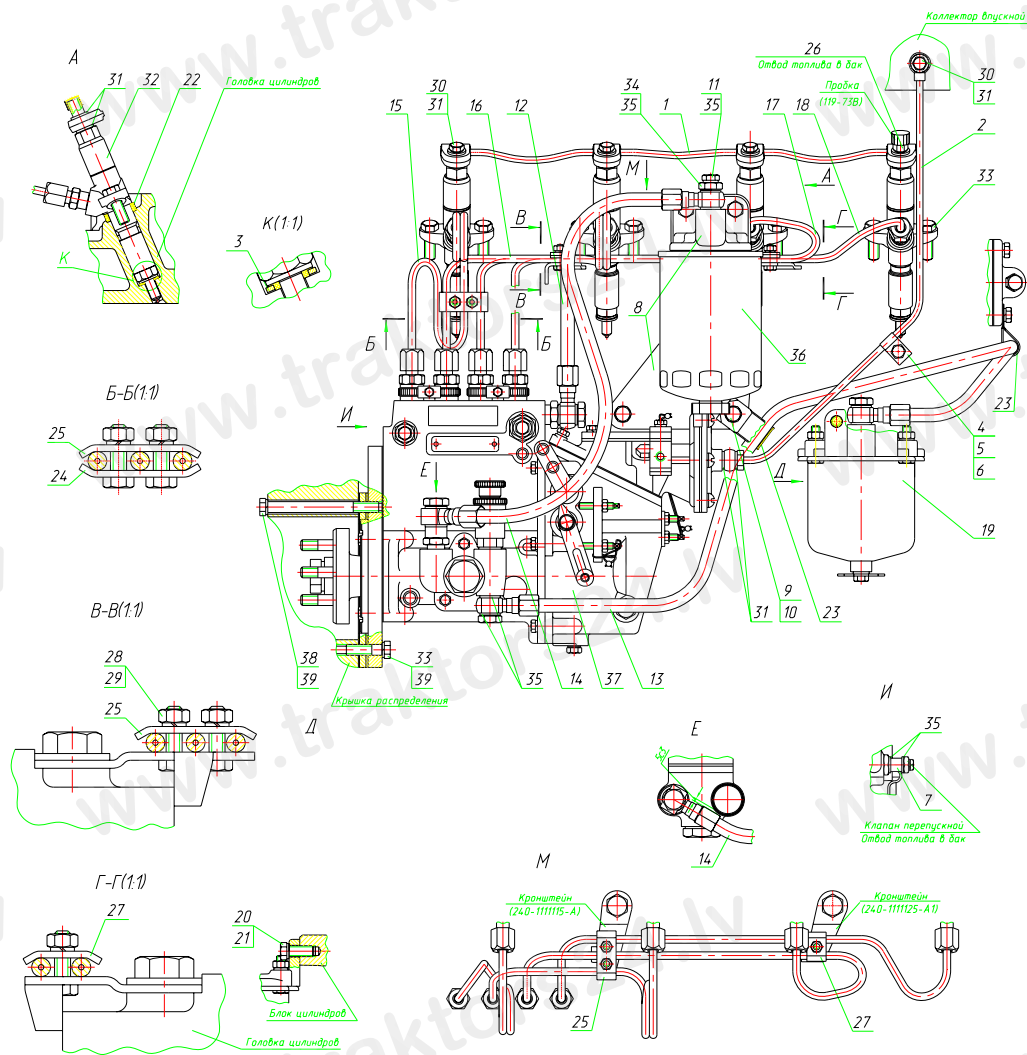 Коллектор впускной
А
26
Отвод топлива в бак
31 32 22
Головка цилиндров
30
31
Пробка
(119-73В)
15
30
31
16
12
34
35
1
11
35
17
18
2
33
М
А
К(1:1)
3
В
Г
К
В
Г
Б
Б
8
36
Б-Б(1:1)
25
24
И
Е
23
4
5
6
Д
19
В-В(1:1)
9
10
31
23
38
39
33
39
35
14
37
13
Крышка распределения
28
29
25
Д
Е
И
35
7
Клапан перепускной
Отвод топлива в бак
14
М
Г-Г(1:1)
27
20
21
Кронштейн
(240-1111115-А)
Кронштейн
(240-1111125-А1)
Блок цилиндров
Головка цилиндров
25
27
www.traktors24.lv